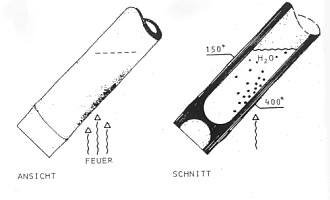 150°
H₂O•
400°
FEUER
ANSICHT
SCHNITT